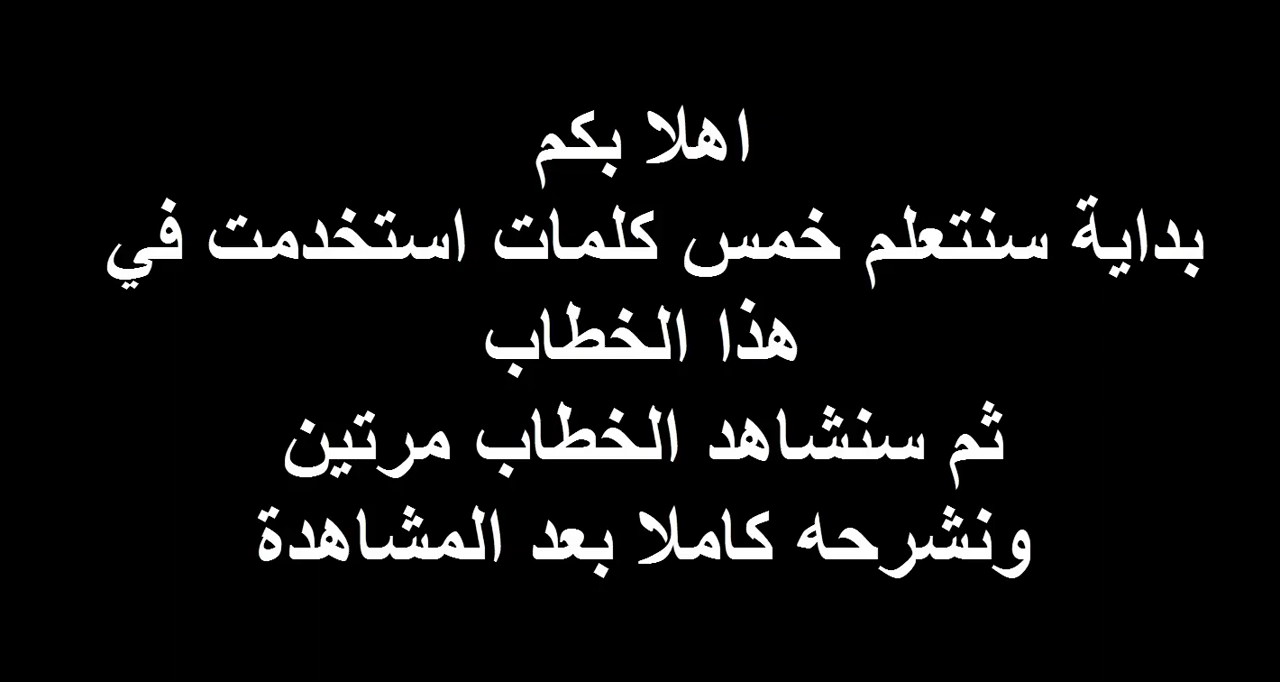 اهلا بكم
بداية سنتعلم خمس كلمات استخدمت في
هذا الخطاب
ثم سنشاهد الخطاب مرتين
ونشرحه كاملا بعد المشاهدة